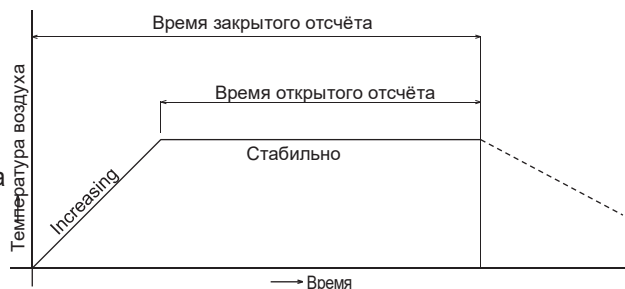 Время закрытого отсчёта
Время открытого отсчёта
Температура воздуха
Стабильно
а
Increasing
Время